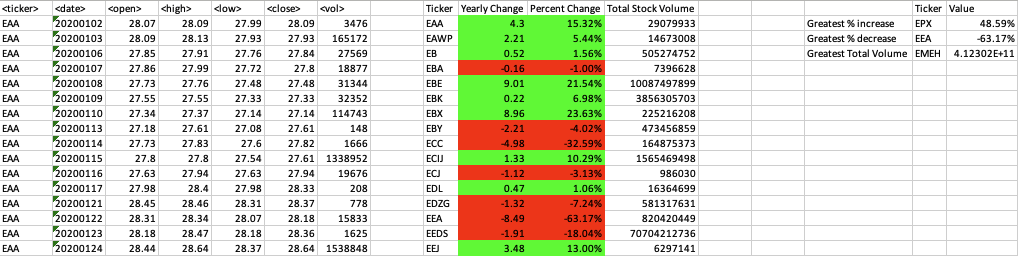 <ticker> <date> <open> <high> <low> <close> <vol> Ticker Yearly Change Percent Change Total Stock Volume Ticker Value
EAA 20200102 28.07 28.09 27.99 28.09 3476 EAA 4.3 15.32% 29079933 Greatest % increase EPX 48.59%
EAA 20200103 28.09 28.13 27.93 27.93 165172 EAWP 2.21 5.44% 14673008 Greatest % decrease EEA -63.17%
EAA 20200106 27.85 27.91 27.76 27.84 27569 EB 0.52 1.56% 505274752 Greatest Total Volume EMEH 4.12302E+11
EAA 20200107 27.86 27.99 27.72 27.8 18877 EBA -0.16 -1.00% 7396628
EAA 20200108 27.73 27.76 27.48 27.48 31344 EBE 9.01 21.54% 10087497899
EAA 20200109 27.55 27.55 27.33 27.33 32352 EBK 0.22 6.98% 3856305703
EAA 20200110 27.34 27.37 27.14 27.14 114743 EBX 8.96 23.63% 225216208
EAA 20200113 27.18 27.61 27.08 27.61 148 EBY -2.21 -4.02% 473456859
EAA 20200114 27.73 27.83 27.6 27.82 1666 ECC -4.98 -32.59% 164875373
EAA 20200115 27.8 27.8 27.54 27.61 1338952 ECIJ 1.33 10.29% 1565469498
EAA 20200116 27.63 27.94 27.63 27.94 19676 ECJ -1.12 -3.13% 986030
EAA 20200117 27.98 28.4 27.98 28.33 208 EDL 0.47 1.06% 16364699
EAA 20200121 28.45 28.46 28.31 28.37 778 EDZG -1.32 -7.24% 581317631
EAA 20200122 28.31 28.34 28.07 28.18 15833 EEA -8.49 -63.17% 820420449
EAA 20200123 28.18 28.47 28.18 28.36 1625 EEDS -1.91 -18.04% 70704212736
EAA 20200124 28.44 28.64 28.37 28.64 1538848 EEJ 3.48 13.00% 6297141